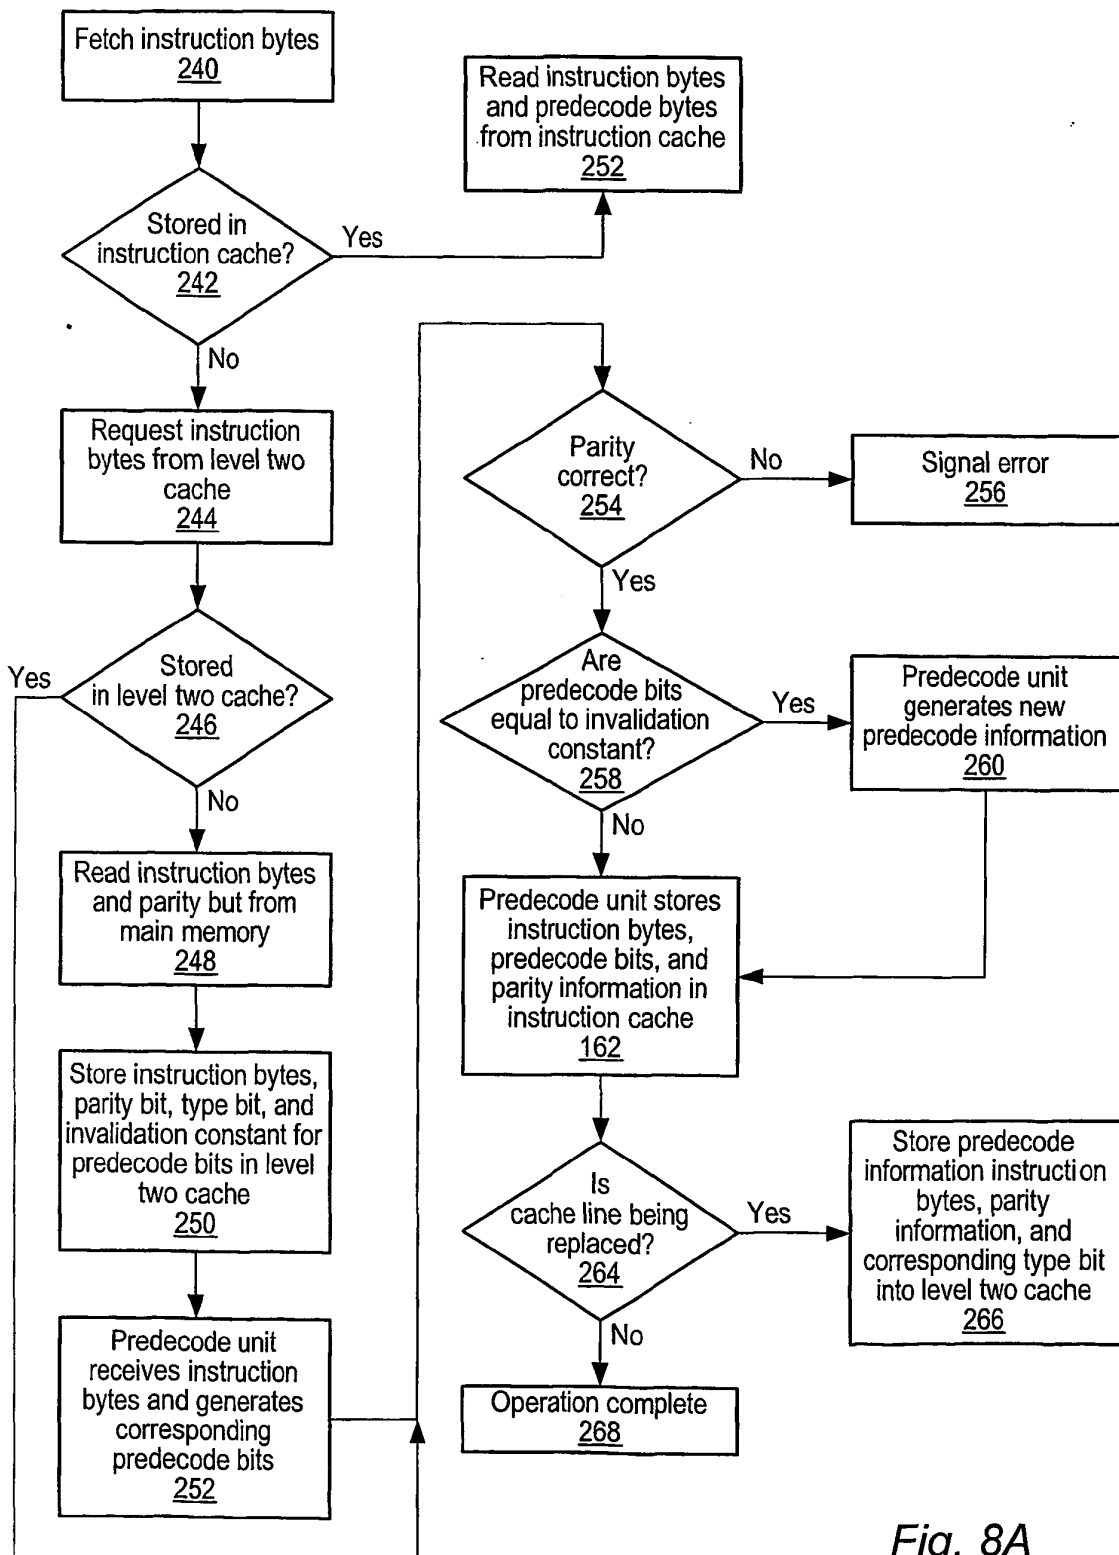 Fetch instruction bytes
240
Read instruction bytes
and predecode bytes
from instruction cache
252
Stored in
instruction cache?
242
Yes
No
Request instruction
bytes from level two
cache
244
Parity
correct?
254
No
Signal error
256
Yes
Stored
in level two cache?
246
Yes
No
Are
predecode bits
equal to invalidation
constant?
258
Yes
Predecode unit
generates new
predecode information
260
No
Read instruction bytes
and parity but from
main memory
248
Predecode unit stores
instruction bytes,
predecode bits, and
parity information in
instruction cache
162
Store instruction bytes,
parity bit, type bit, and
invalidation constant for
predecode bits in level
two cache
250
Is
cache line being
replaced?
264
Yes
Store predecode
information instruction
bytes, parity
information, and
corresponding type bit
into level two cache
266
No
Predecode unit
receives instruction
bytes and generates
corresponding
predecode bits
252
Operation complete
268
Fig. 8A